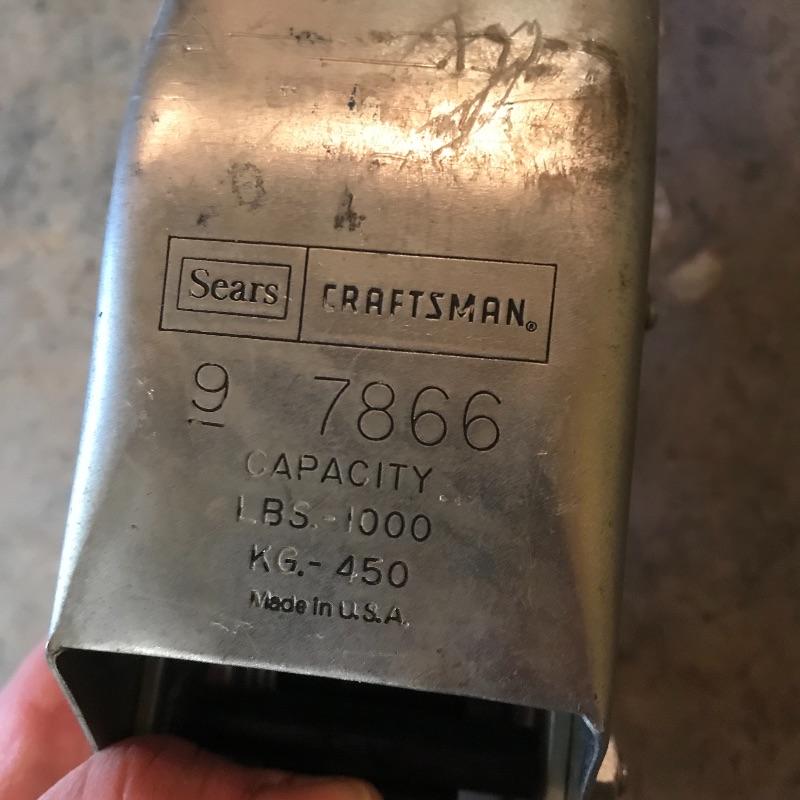 Sears CRAFTSMAN®
9 7866
CAPACITY
LBS.-1000
KG.-450
Made in U.S.A.